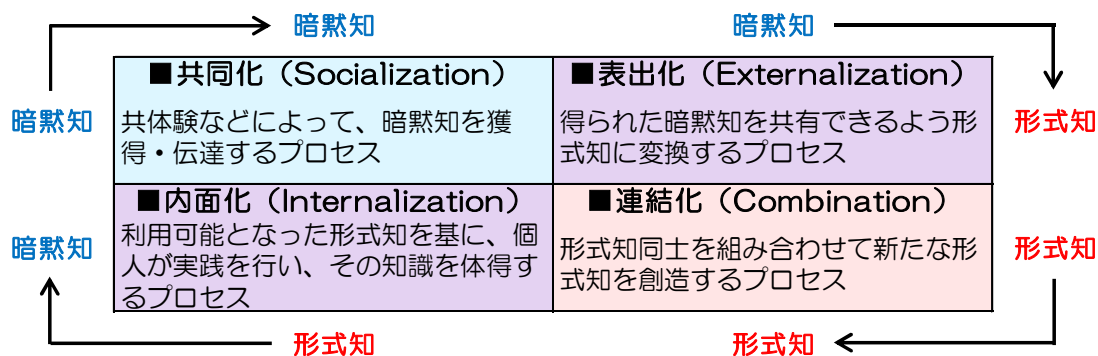 暗黙知
暗黙知
■共同化（Socialization）
■表出化（Externalization）
暗黙知
共体験などによって、暗黙知を獲
得・伝達するプロセス
得られた暗黙知を共有できるよう形
式知に変換するプロセス
形式知
■内面化（Internalization）
■連結化（Combination）
暗黙知
利用可能となった形式知を基に、個
人が実践を行い、その知識を体得す
るプロセス
形式知同士を組み合わせて新たな形
式知を創造するプロセス
形式知
形式知
形式知